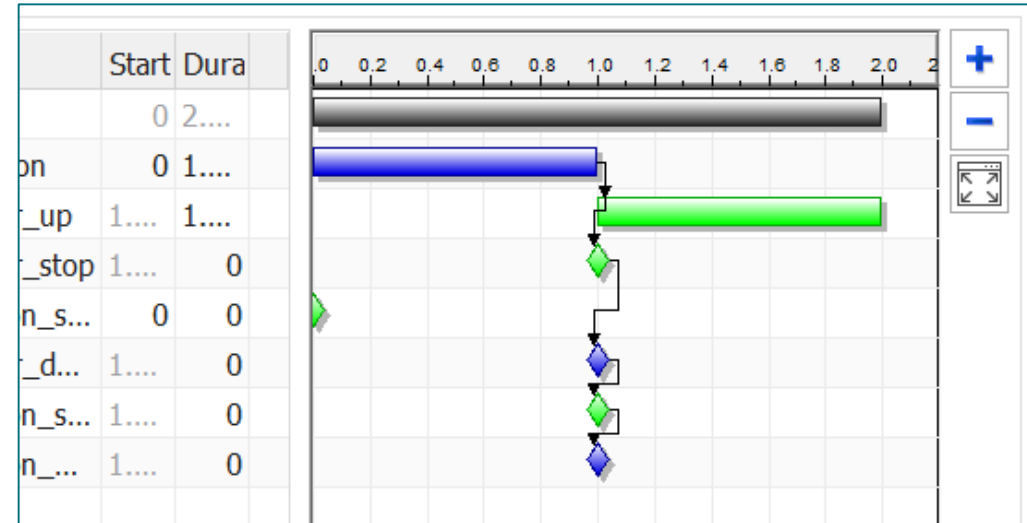 Start Dura .0 0.2 0.4 0.6 0.8 1.0 1.2 1.4 1.6 1.8 2.0 2
0 2....
on 0 1....
_up 1.... 1....
_stop 1.... 0
n_s... 0 0
_d... 1.... 0
n_s... 1.... 0
n_... 1.... 0